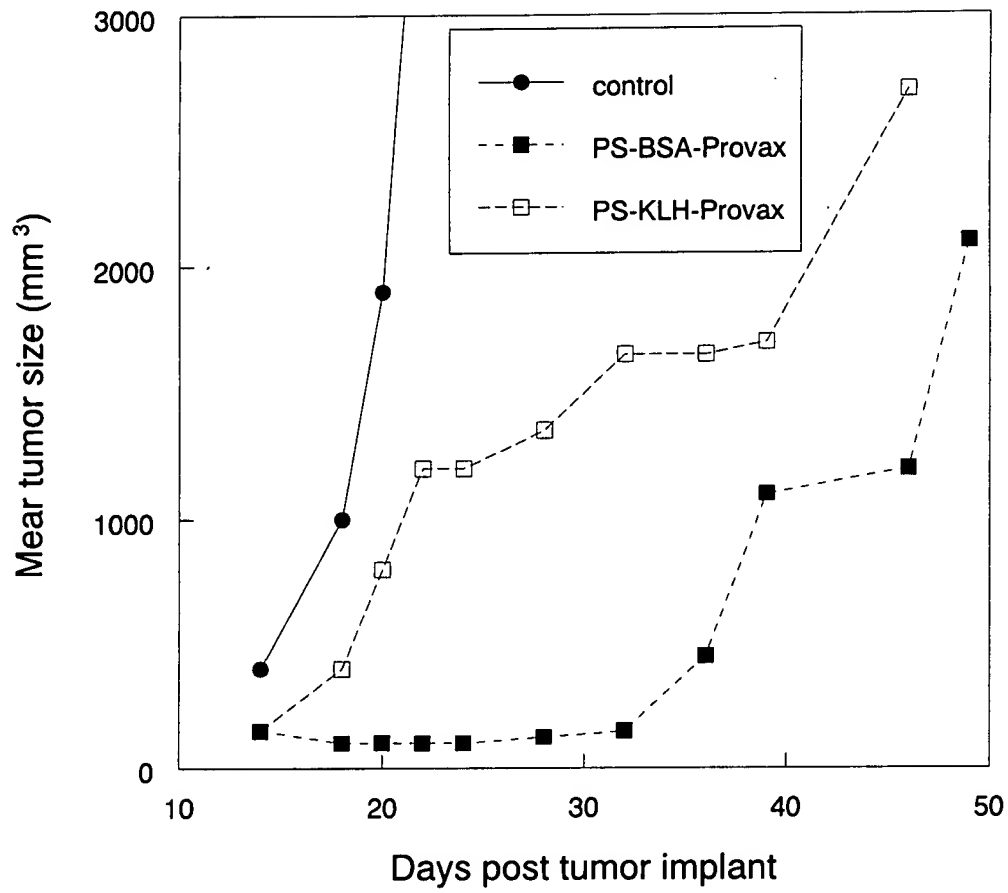 3000
2000
1000
0
Mear tumor size (mm³)
control
PS-BSA-Provax
PS-KLH-Provax
10 20 30 40 50
Days post tumor implant